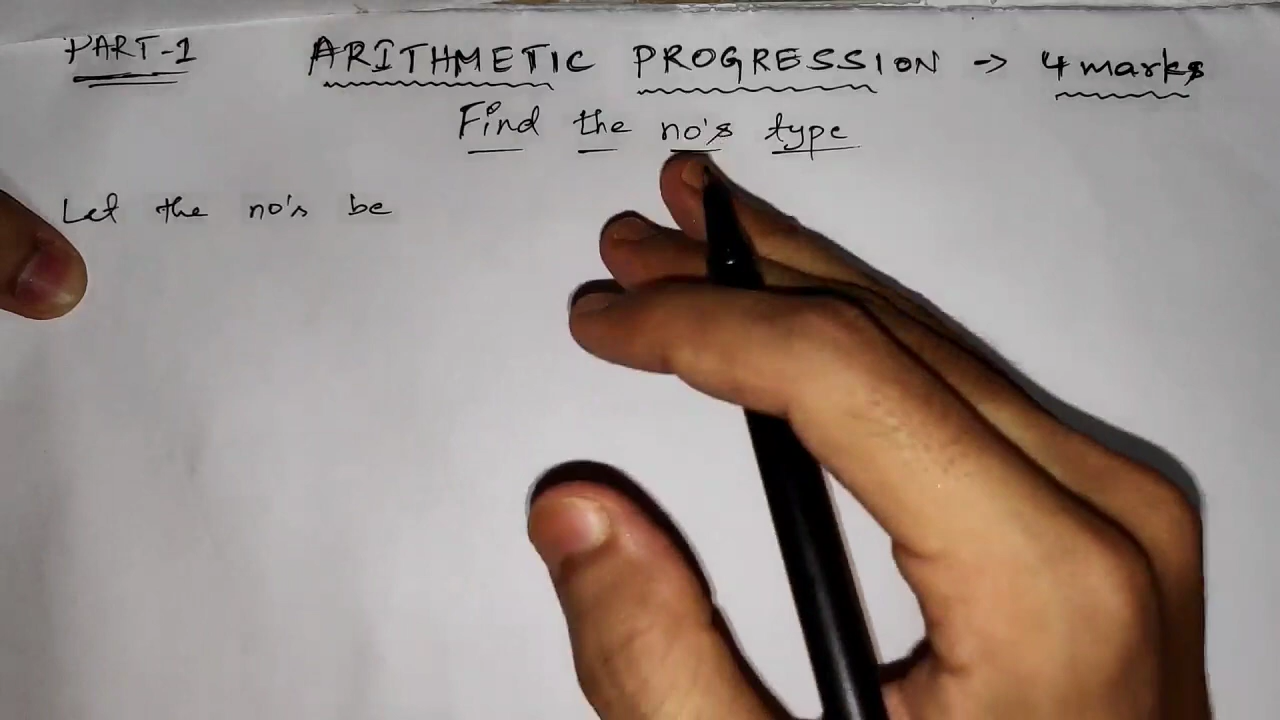 PART-1 ARITHMETIC PROGRESSION → 4 marks
Find the no's type
Let the no's be